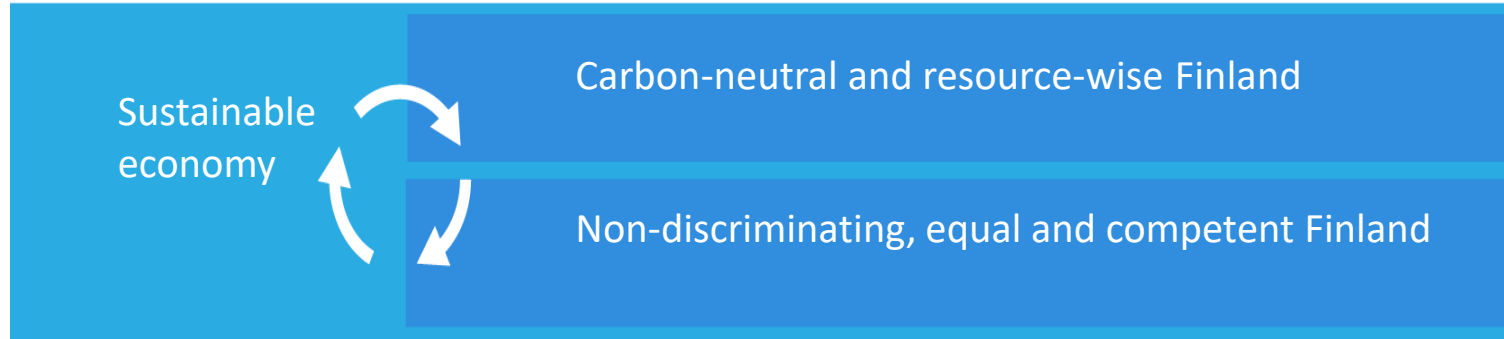 Sustainable
economy
Carbon-neutral and resource-wise Finland
Non-discriminating, equal and competent Finland